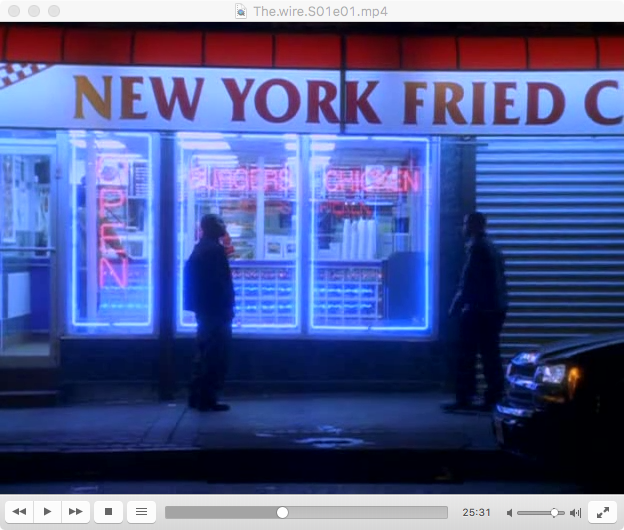 The.wire.S01e01.mp4
NEW YORK FRIED C
OPEN
BURGERS CHICKEN
25:31